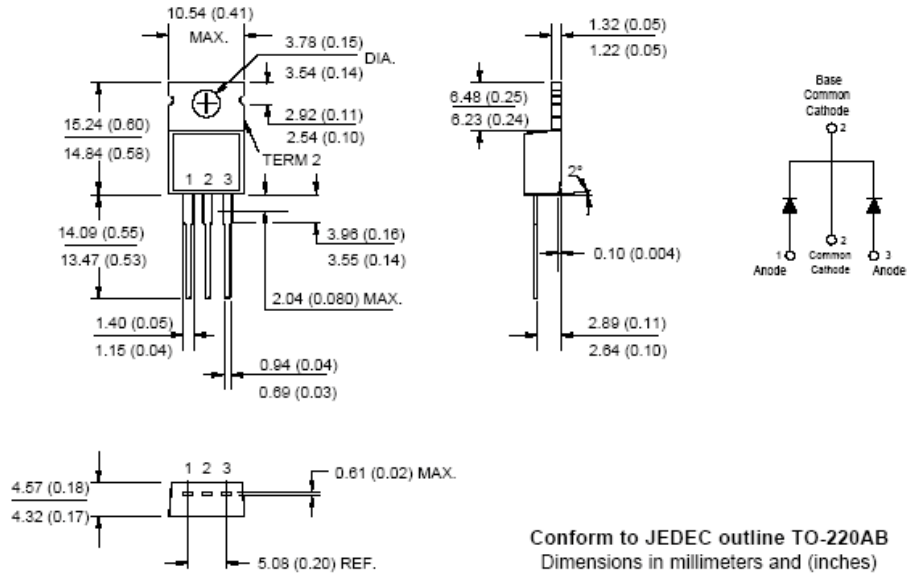 10.54 (0.41)
MAX.
3.78 (0.15)
3.54 (0.14)
DIA.
2.92 (0.11)
2.54 (0.10)
TERM 2
15.24 (0.60)
14.84 (0.58)
1 2 3
14.09 (0.55)
13.47 (0.53)
3.96 (0.16)
3.55 (0.14)
2.04 (0.080) MAX.
1.40 (0.05)
1.15 (0.04)
0.94 (0.04)
0.69 (0.03)
1.32 (0.05)
1.22 (0.05)
6.48 (0.25)
6.23 (0.24)
2°
0.10 (0.004)
2.89 (0.11)
2.64 (0.10)
Base
Common
Cathode
2
1
Anode
2
Common
Cathode
3
Anode
1 2 3
4.57 (0.18)
4.32 (0.17)
0.61 (0.02) MAX.
5.08 (0.20) REF.
Conform to JEDEC outline TO-220AB
Dimensions in millimeters and (inches)